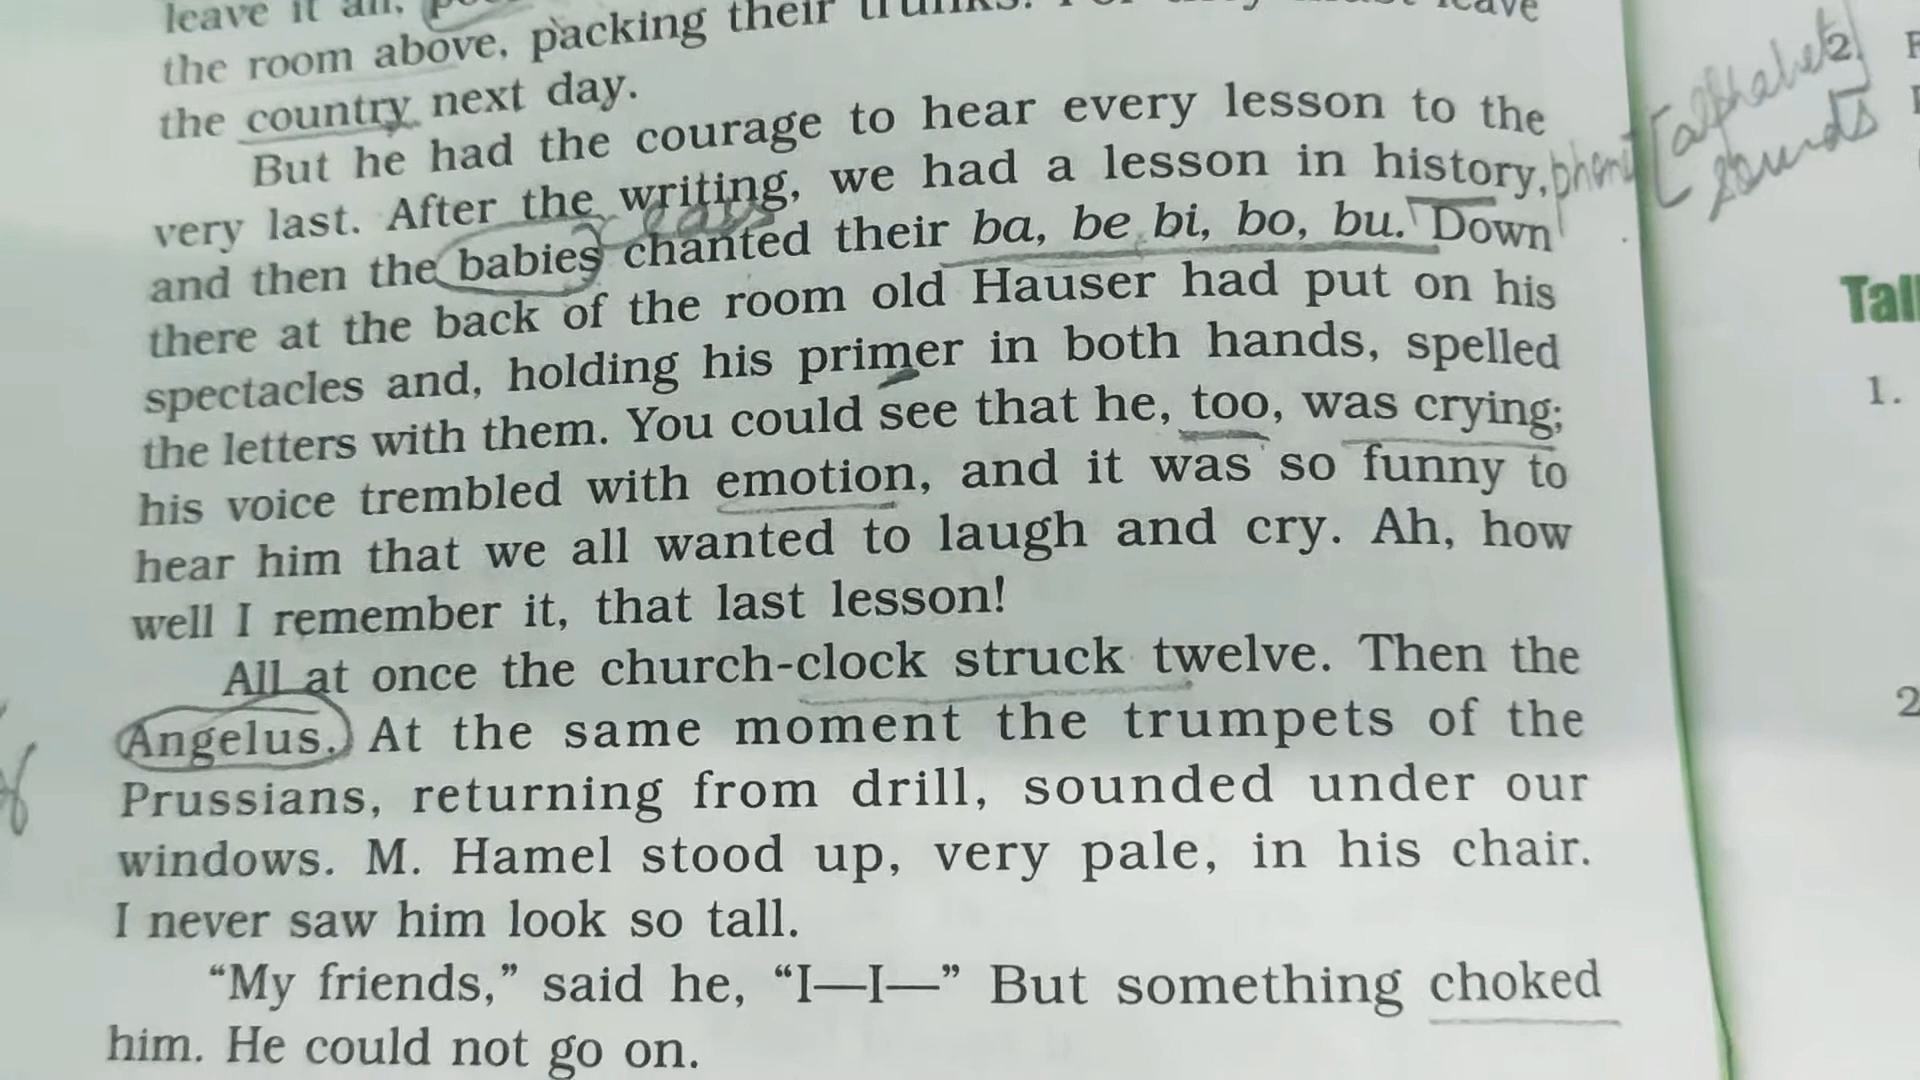 leave it all,
the room above, packing their trunks! For they must leave
the country next day.
But he had the courage to hear every lesson to the
very last. After the writing, we had a lesson in history,
and then the babies chanted their ba, be bi, bo, bu. Down
there at the back of the room old Hauser had put on his
spectacles and, holding his primer in both hands, spelled
the letters with them. You could see that he, too, was crying;
his voice trembled with emotion, and it was so funny to
hear him that we all wanted to laugh and cry. Ah, how
well I remember it, that last lesson!
All at once the church-clock struck twelve. Then the
Angelus. At the same moment the trumpets of the
Prussians, returning from drill, sounded under our
windows. M. Hamel stood up, very pale, in his chair.
I never saw him look so tall.
“My friends,” said he, “I—I—” But something choked
him. He could not go on.
alphabet
sounds
2
Tal
1.
2